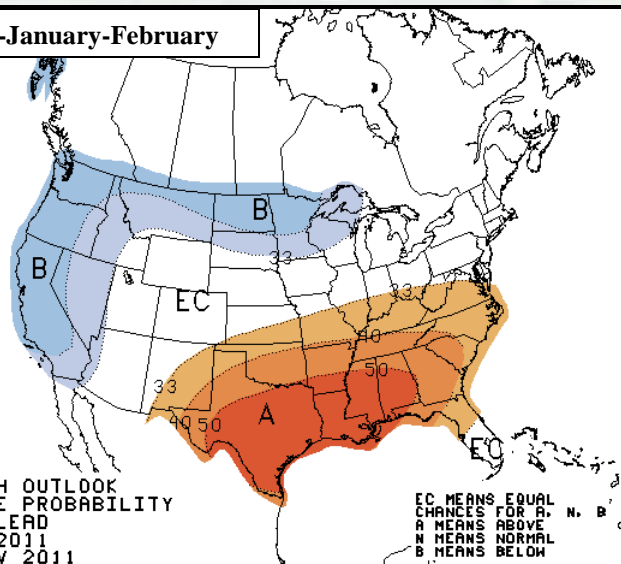 -January-February
B
33
B
EC
33
40
50
33
A
40 50
EC
H OUTLOOK
E PROBABILITY
LEAD
2011
V 2011
EC MEANS EQUAL
CHANCES FOR A, N, B
A MEANS ABOVE
N MEANS NORMAL
B MEANS BELOW